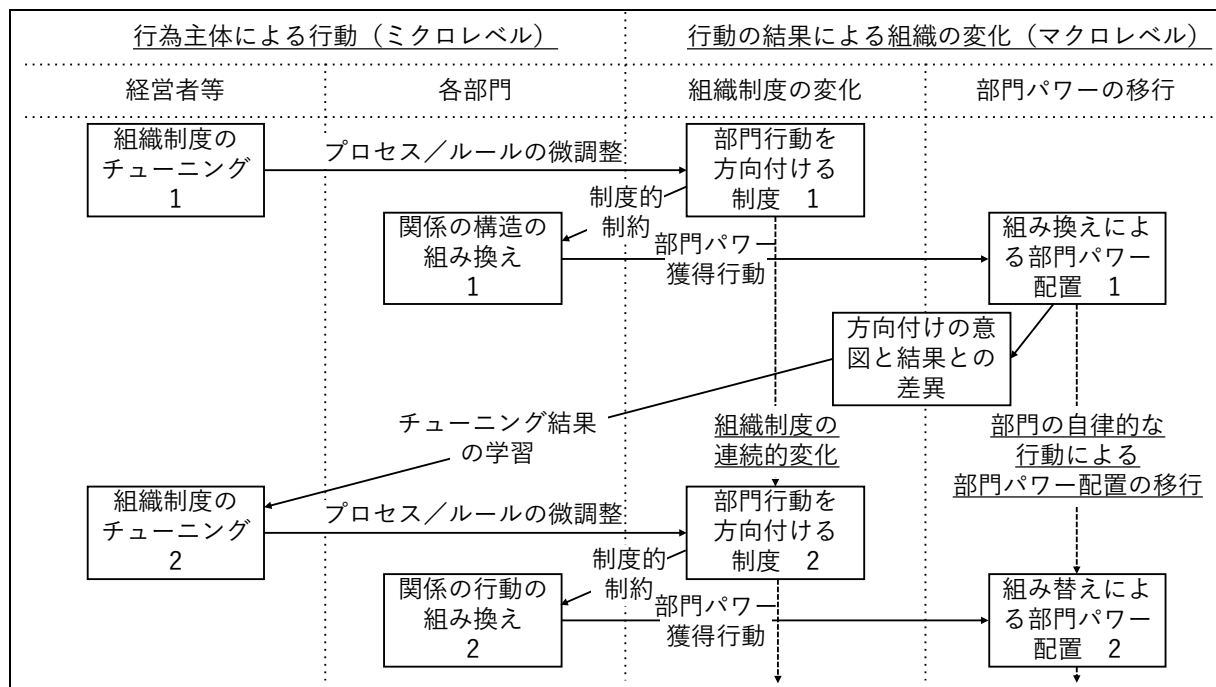 行為主体による行動（ミクロレベル）
行動の結果による組織の変化（マクロレベル）
経営者等
各部門
組織制度の変化
部門パワーの移行
組織制度の
チューニング
1
プロセス／ルールの微調整
部門行動を
方向付ける
制度　1
制度的
制約
関係の構造の
組み換え
1
部門パワー
獲得行動
組み換えによ
る部門パワー
配置　1
方向付けの意
図と結果との
差異
チューニング結果
の学習
組織制度の
連続的変化
部門の自律的な
行動による
部門パワー配置の移行
組織制度の
チューニング
2
プロセス／ルールの微調整
部門行動を
方向付ける
制度　2
制度的
制約
関係の行動の
組み換え
2
部門パワー
獲得行動
組み替えによ
る部門パワー
配置　2